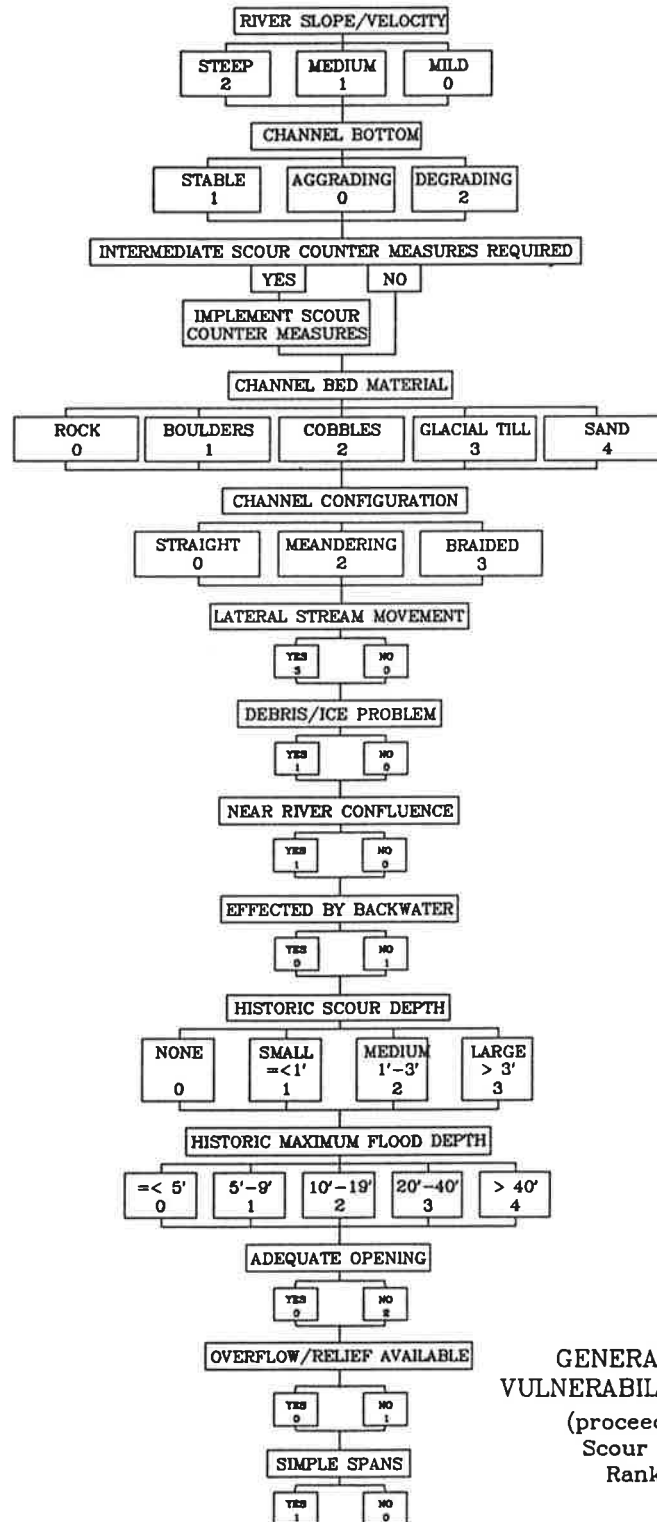 RIVER SLOPE/VELOCITY
STEEP MEDIUM MILD
2 1 0
CHANNEL BOTTOM
STABLE AGGRADING DEGRADING
1 0 2
INTERMEDIATE SCOUR COUNTER MEASURES REQUIRED
YES NO
IMPLEMENT SCOUR
COUNTER MEASURES
CHANNEL BED MATERIAL
ROCK BOULDERS COBBLES GLACIAL TILL SAND
0 1 2 3 4
CHANNEL CONFIGURATION
STRAIGHT MEANDERING BRAIDED
0 2 3
LATERAL STREAM MOVEMENT
YES NO
3 0
DEBRIS/ICE PROBLEM
YES NO
1 0
NEAR RIVER CONFLUENCE
YES NO
1 0
EFFECTED BY BACKWATER
YES NO
0 1
HISTORIC SCOUR DEPTH
NONE SMALL MEDIUM LARGE
=<1' 1'-3' > 3'
0 1 2 3
HISTORIC MAXIMUM FLOOD DEPTH
=< 5' 5'-9' 10'-19' 20'-40' > 40'
0 1 2 3 4
ADEQUATE OPENING
YES NO
0 2
OVERFLOW/RELIEF AVAILABLE
YES NO
0 1
SIMPLE SPANS
YES NO
1 0
GENERA
VULNERABIL
(proceed
Scour
Rank